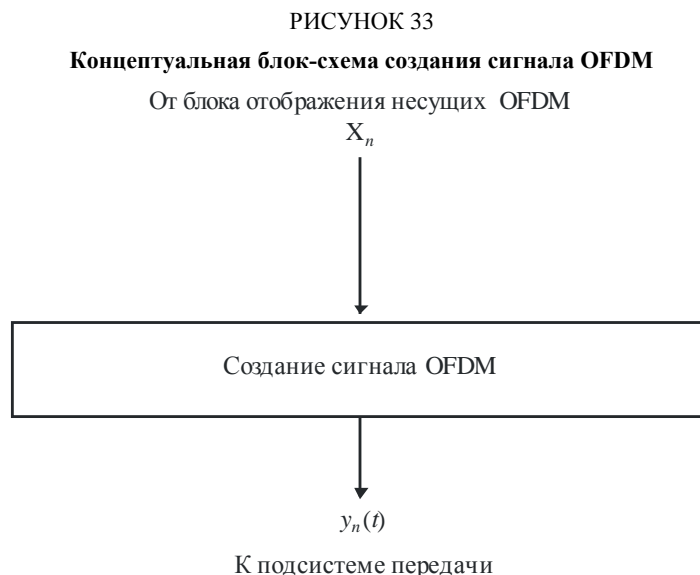 РИСУНОК 33
Концептуальная блок-схема создания сигнала OFDM
От блока отображения несущих OFDM
Xn
Создание сигнала OFDM
yn(t)
К подсистеме передачи